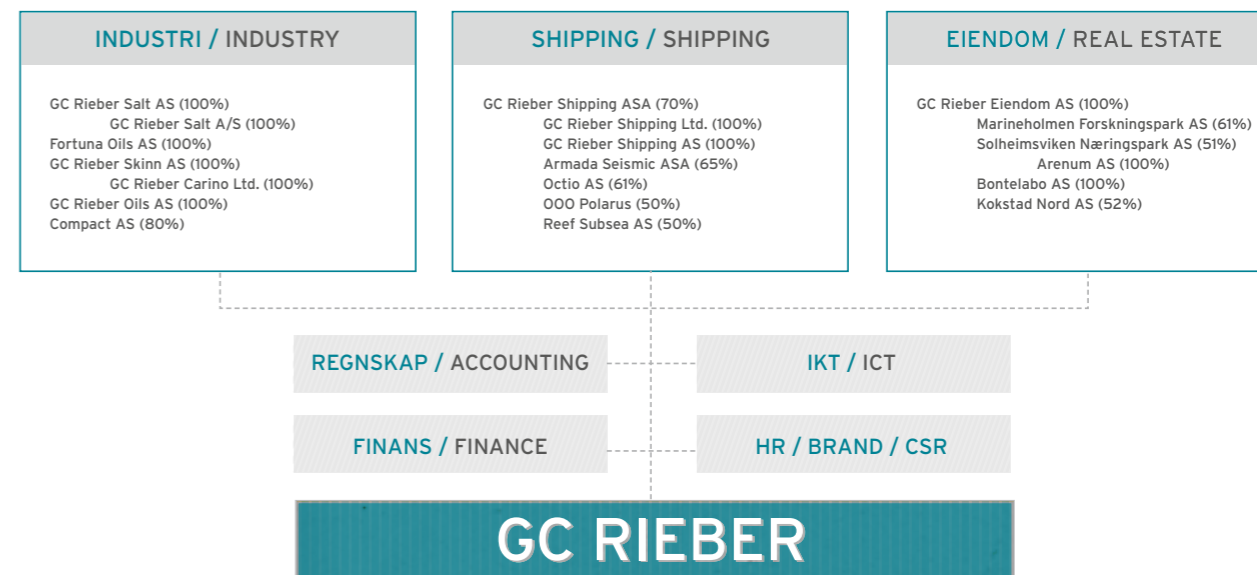 INDUSTRI / INDUSTRY
GC Rieber Salt AS (100%)
GC Rieber Salt A/S (100%)
Fortuna Oils AS (100%)
GC Rieber Skinn AS (100%)
GC Rieber Carino Ltd. (100%)
GC Rieber Oils AS (100%)
Compact AS (80%)
SHIPPING / SHIPPING
GC Rieber Shipping ASA (70%)
GC Rieber Shipping Ltd. (100%)
GC Rieber Shipping AS (100%)
Armada Seismic ASA (65%)
Octio AS (61%)
OOO Polarus (50%)
Reef Subsea AS (50%)
EIENDOM / REAL ESTATE
GC Rieber Eiendom AS (100%)
Marineholmen Forskningspark AS (61%)
Solheimsviken Næringspark AS (51%)
Arenum AS (100%)
Bontelabo AS (100%)
Kokstad Nord AS (52%)
REGNSKAP / ACCOUNTING
IKT / ICT
FINANS / FINANCE
HR / BRAND / CSR
GC RIEBER